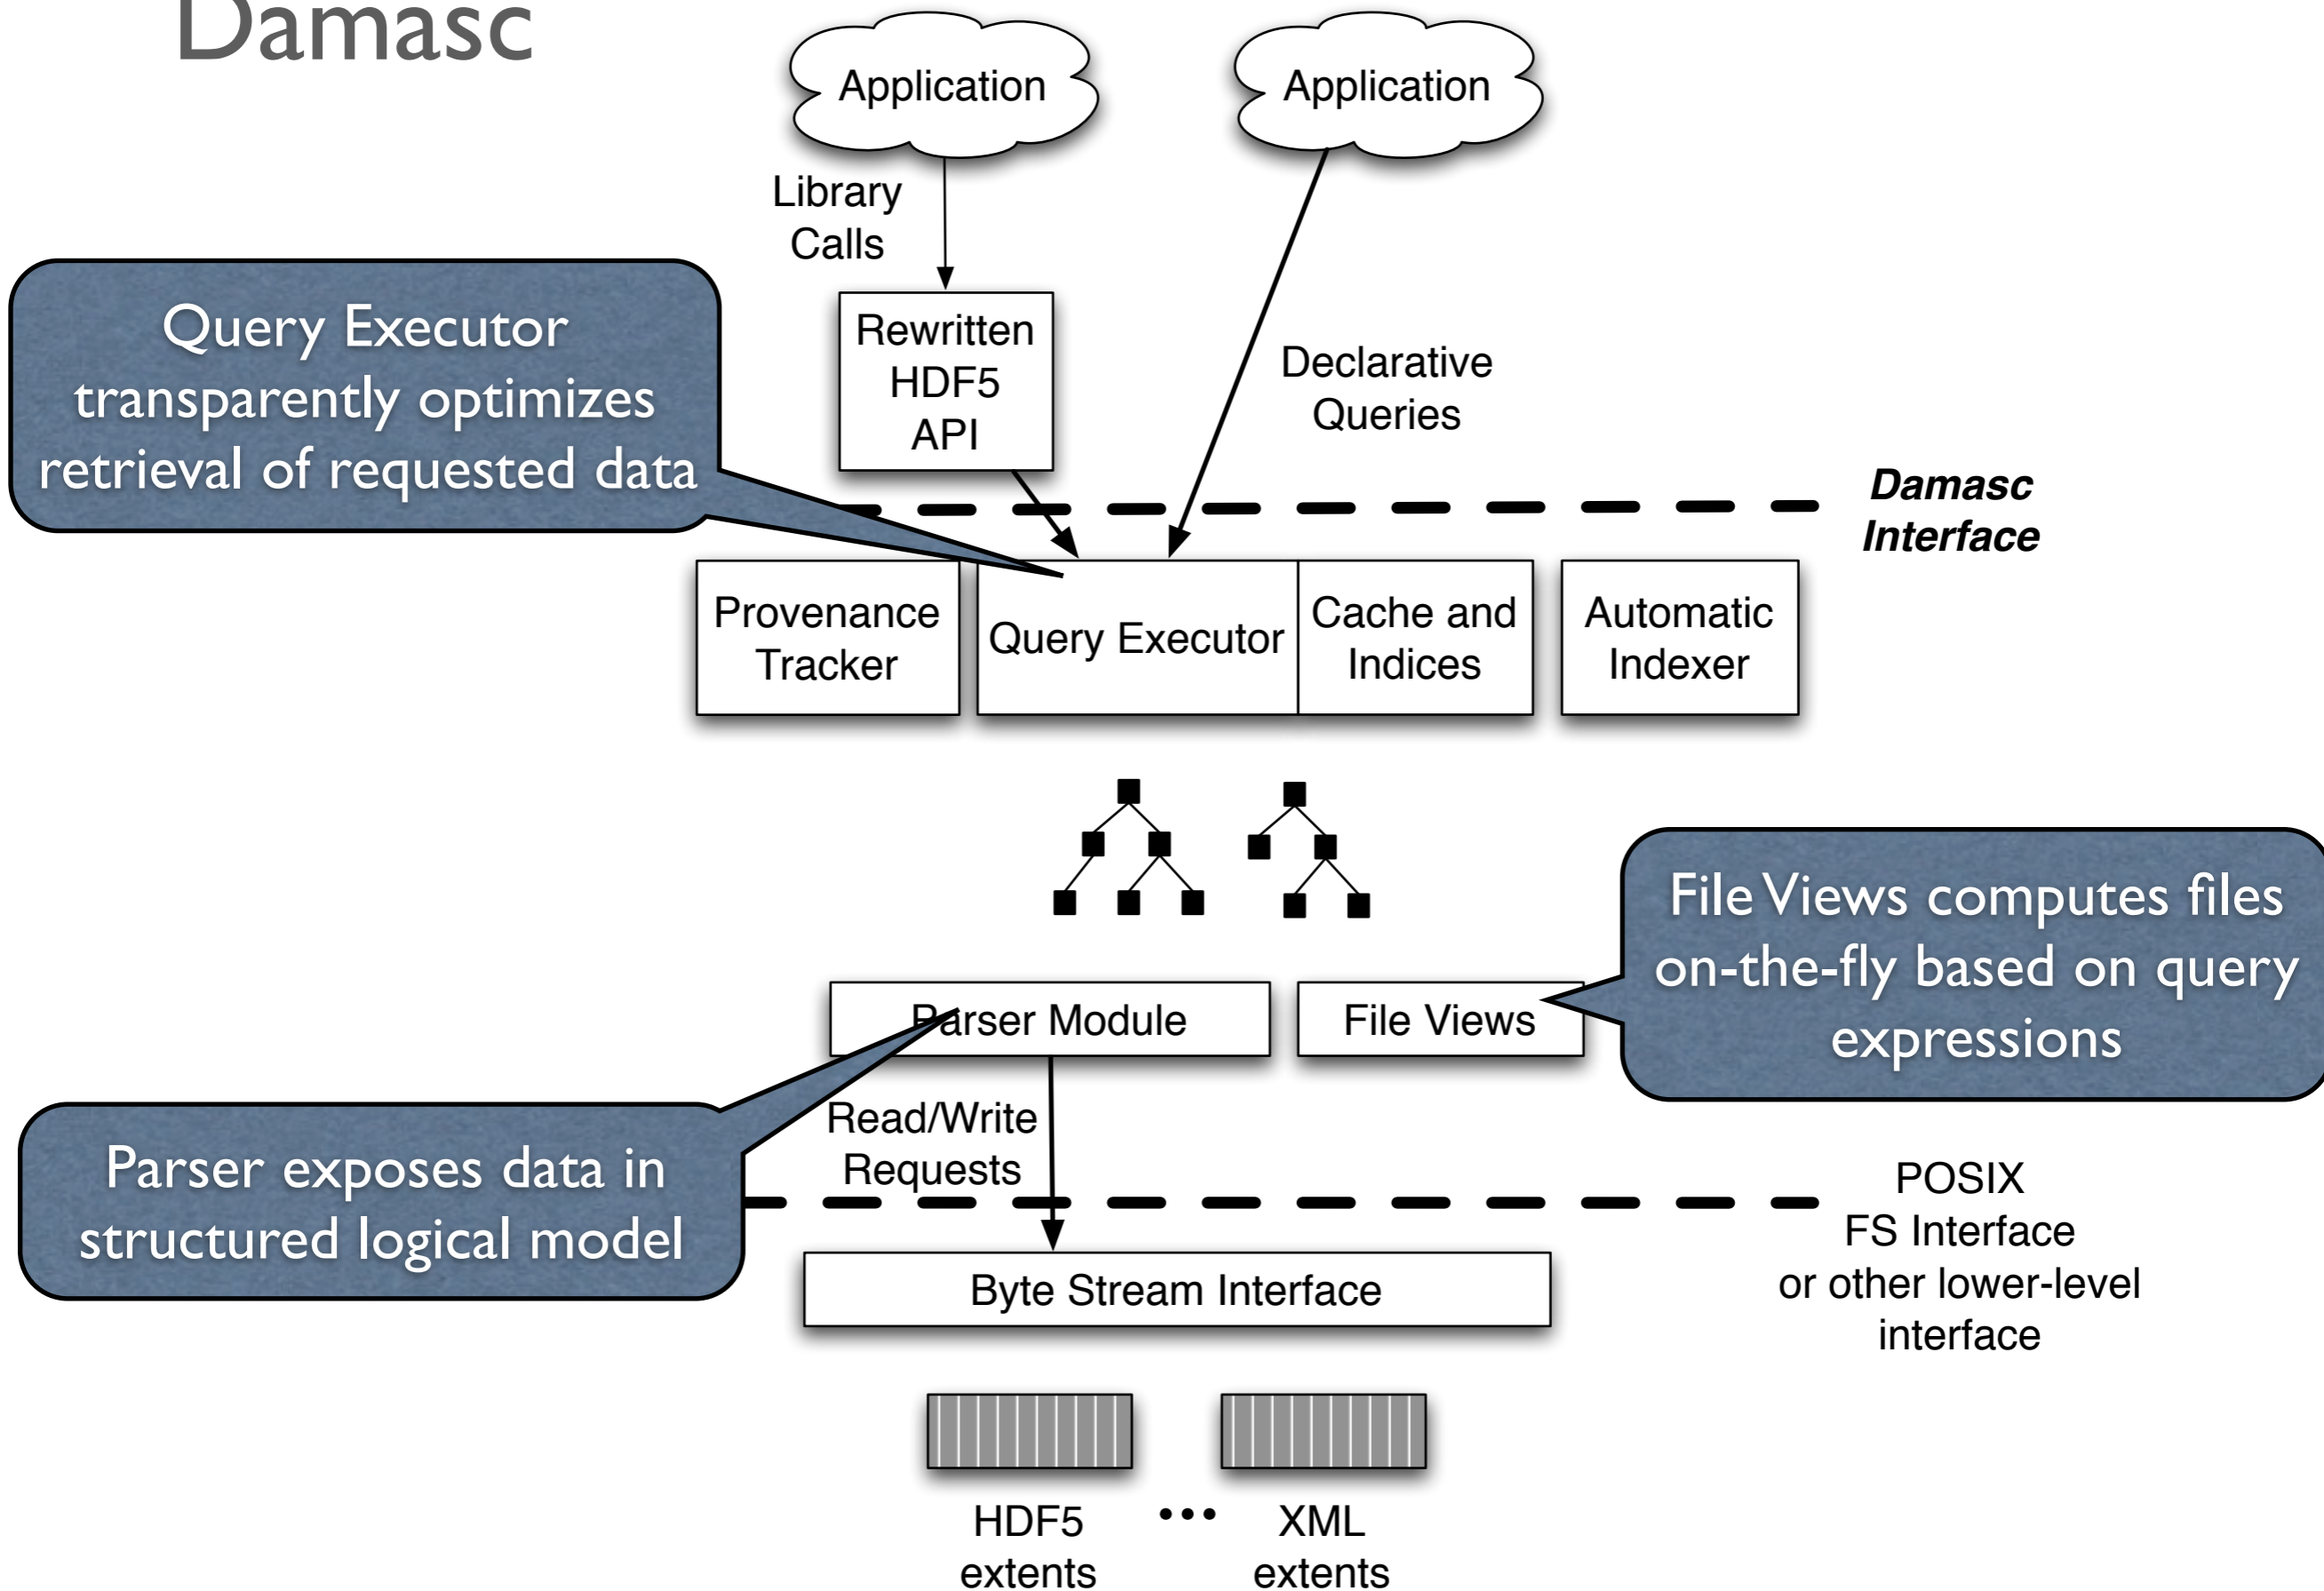 Damasc
Application
Application
Library
Calls
Query Executor
transparently optimizes
retrieval of requested data
Rewritten
HDF5
API
Declarative
Queries
Damasc
Interface
Provenance
Tracker
Query Executor
Cache and
Indices
Automatic
Indexer
File Views computes files
on-the-fly based on query
expressions
Parser Module
File Views
Read/Write
Requests
Parser exposes data in
structured logical model
POSIX
FS Interface
or other lower-level
interface
Byte Stream Interface
HDF5
extents
...
XML
extents